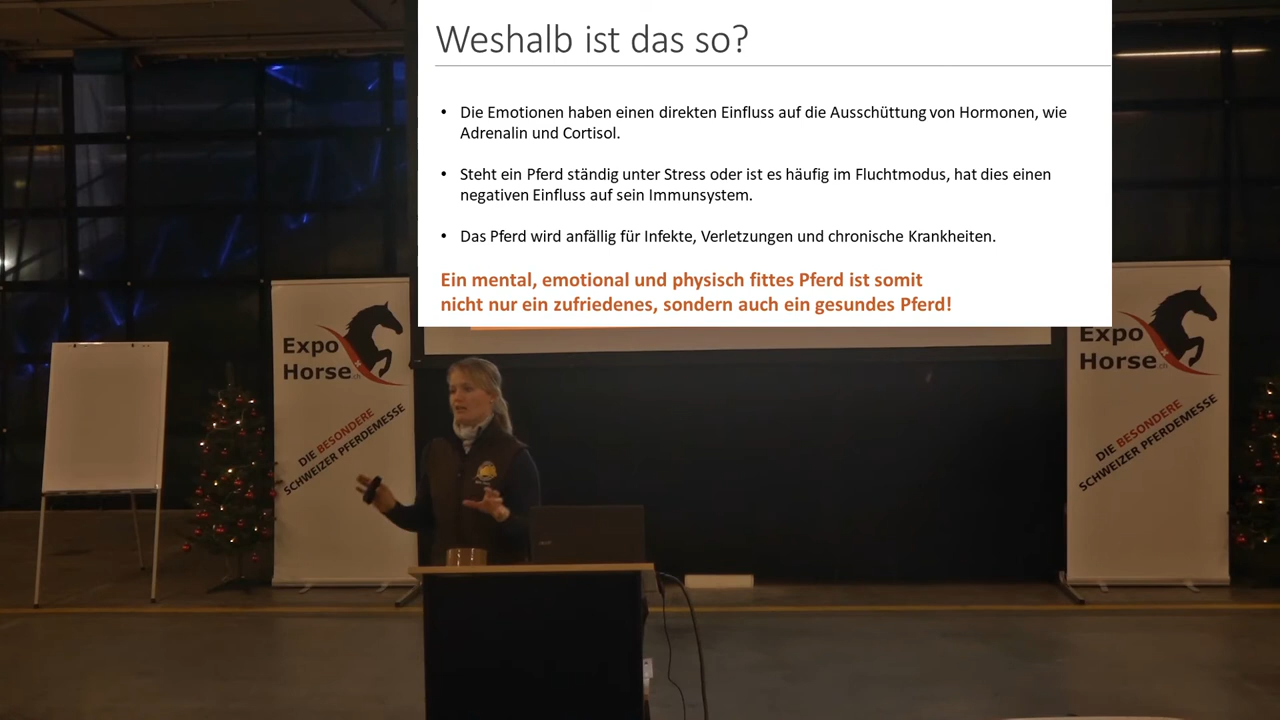 Weshalb ist das so?
• Die Emotionen haben einen direkten Einfluss auf die Ausschüttung von Hormonen, wie
Adrenalin und Cortisol.
• Steht ein Pferd ständig unter Stress oder ist es häufig im Fluchtmodus, hat dies einen
negativen Einfluss auf sein Immunsystem.
• Das Pferd wird anfällig für Infekte, Verletzungen und chronische Krankheiten.
Ein mental, emotional und physisch fittes Pferd ist somit
nicht nur ein zufriedenes, sondern auch ein gesundes Pferd!
Expo
Horse.ch
DIE BESONDERE
SCHWEIZER PFERDEMESSE
Expo
Horse.ch
DIE BESONDERE
SCHWEIZER PFERDEMESSE